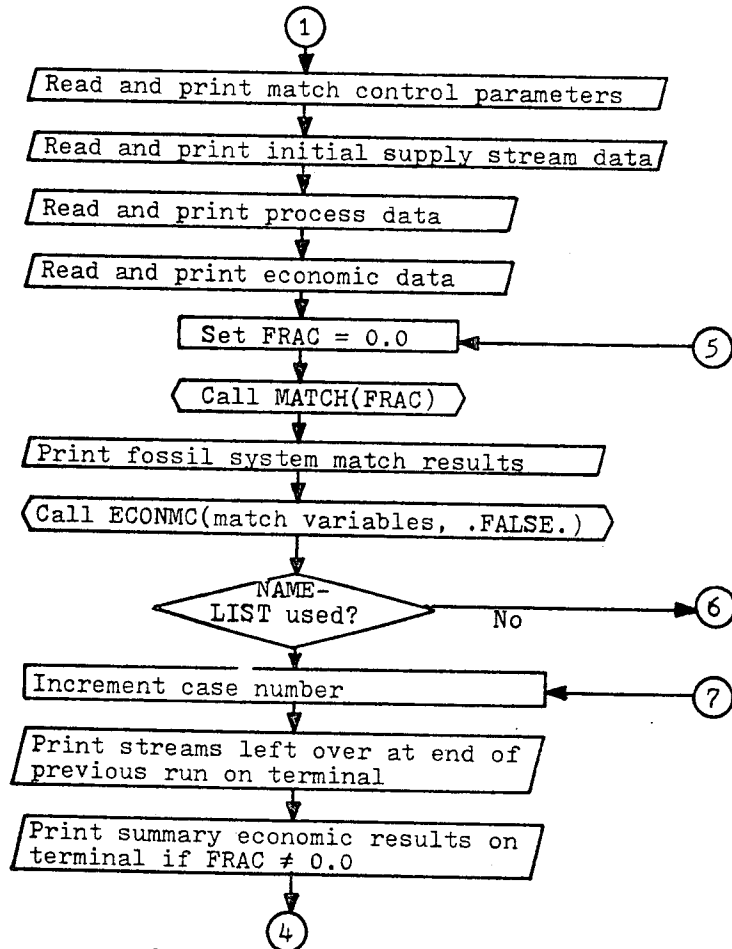 1
Read and print match control parameters
Read and print initial supply stream data
Read and print process data
Read and print economic data
Set FRAC = 0.0
5
Call MATCH(FRAC)
Print fossil system match results
Call ECONMC(match variables, .FALSE.)
NAME-
LIST used?
No
6
Increment case number
7
Print streams left over at end of
previous run on terminal
Print summary economic results on
terminal if FRAC ≠ 0.0
4